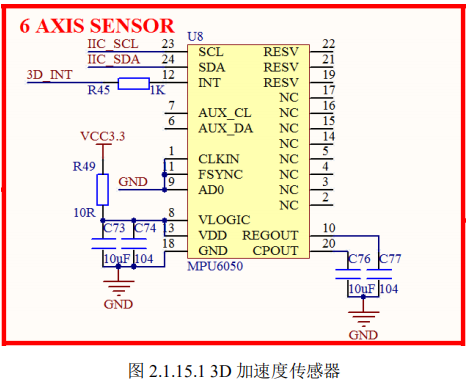 6 AXIS SENSOR
U8
IIC_SCL 23 SCL RESV 22
IIC_SDA 24 SDA RESV 21
3D_INT 12 INT RESV 19
R45 1K NC 17
7 AUX_CL NC 16
6 AUX_DA NC 15
VCC3.3 NC 14
1 CLKIN NC 5
R49 11 FSYNC NC 4
GND 9 AD0 NC 3
NC 2
10R 8 VLOGIC
C73 C74 13 VDD REGOUT 10
18 GND CPOUT 20
10uF 104 MPU6050 C76 C77
10uF 104
GND
GND
图 2.1.15.1 3D 加速度传感器